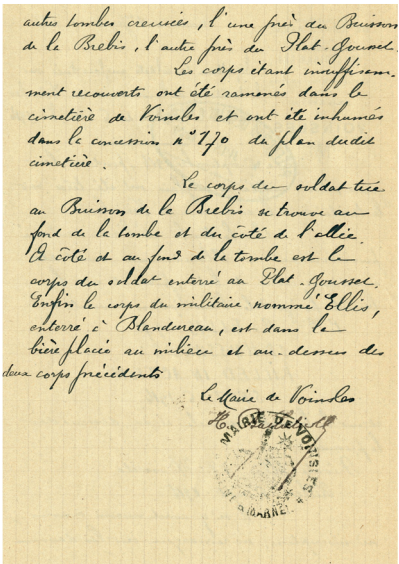 autres tombes creusées, l'une près du Buisson
de la Brebis, l'autre près du Plat-Gousset.
Les corps étant insuffisam-
ment recouverts ont été ramenés dans le
cimetière de Voinsles et ont été inhumés
dans la concession n° 170 du plan dudit
cimetière.
Le corps du soldat tué
au Buisson de la Brebis se trouve au
fond de la tombe et du côté de l'allée.
A côté et au fond de la tombe est le
corps du soldat enterré au Plat-Gousset.
Enfin le corps du militaire nommé Ellis,
enterré à Blandureau, est dans la
bière placée au milieu et au-dessus des
deux corps précédents
Le Maire de Voinsles
MAIRIE DE VOINSLES
MARNE